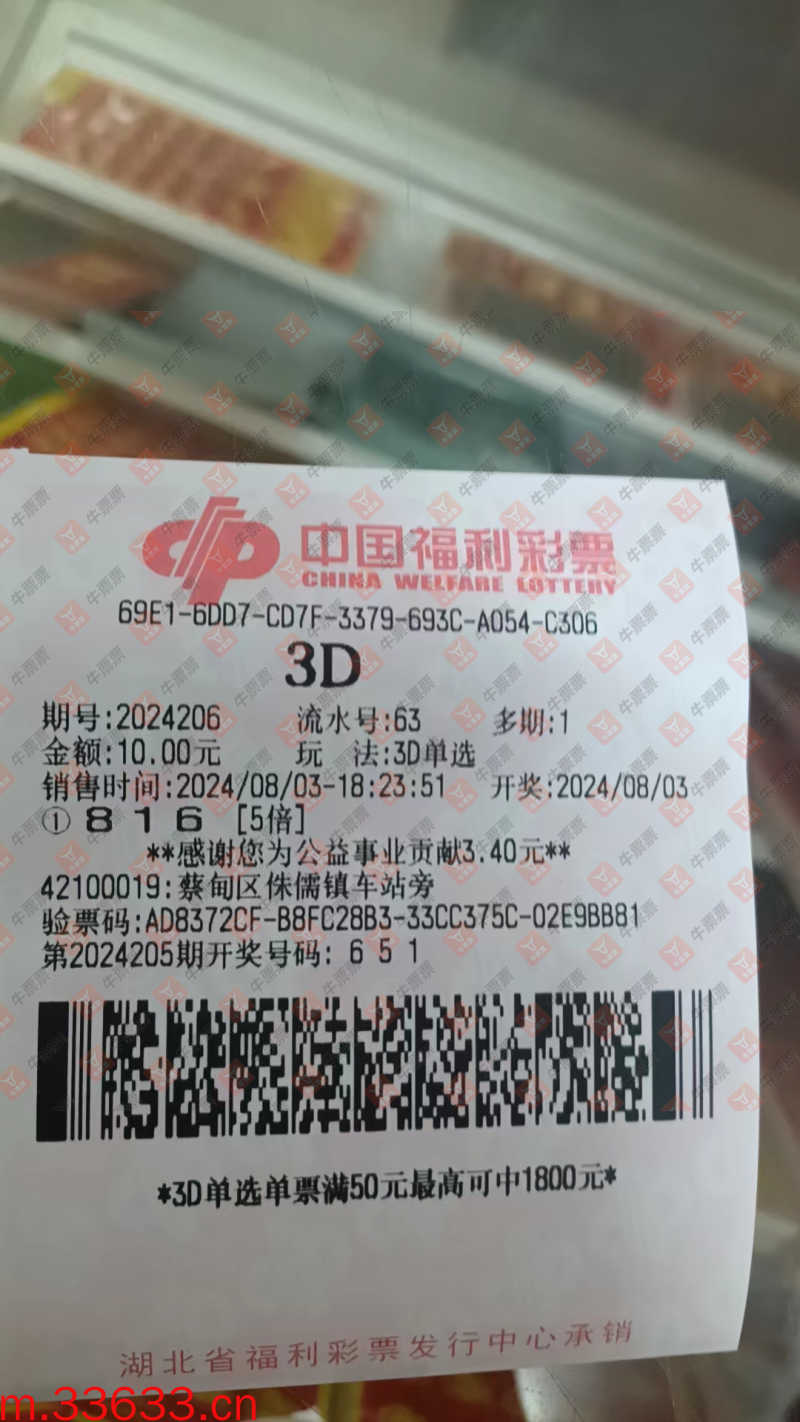 中国福利彩票
CHINA WELFARE LOTTERY
69E1-6DD7-CD7F-3379-693C-A054-C306
3D
期号:2024206 流水号:63 多期:1
金额:10.00元 玩 法:3D单选
销售时间:2024/08/03-18:23:51 开奖:2024/08/03
① 8 1 6 [5倍]
**感谢您为公益事业贡献3.40元**
42100019:蔡甸区侏儒镇车站旁
验票码:AD8372CF-B8FC28B3-33CC375C-02E9BB81
第2024205期开奖号码: 6 5 1
*3D单选单票满50元最高可中1800元*
湖北省福利彩票发行中心承销
m.33633.cn
牛票票